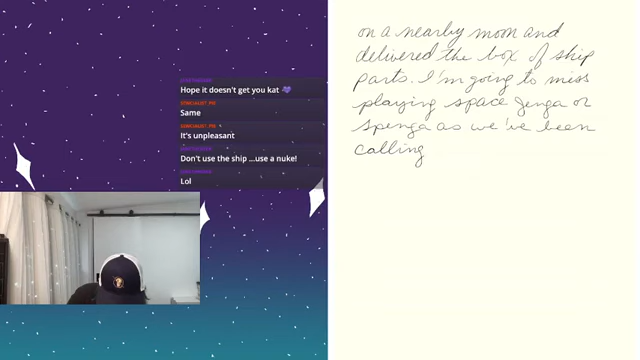 Hope it doesn't get you kat
Same
It's unpleasant
Don't use the ship ...use a nuke!
Lol
on a nearby moon and
delivered the box of ship
parts. I'm going to miss
playing space Jenga or
Spenga as we've been
calling